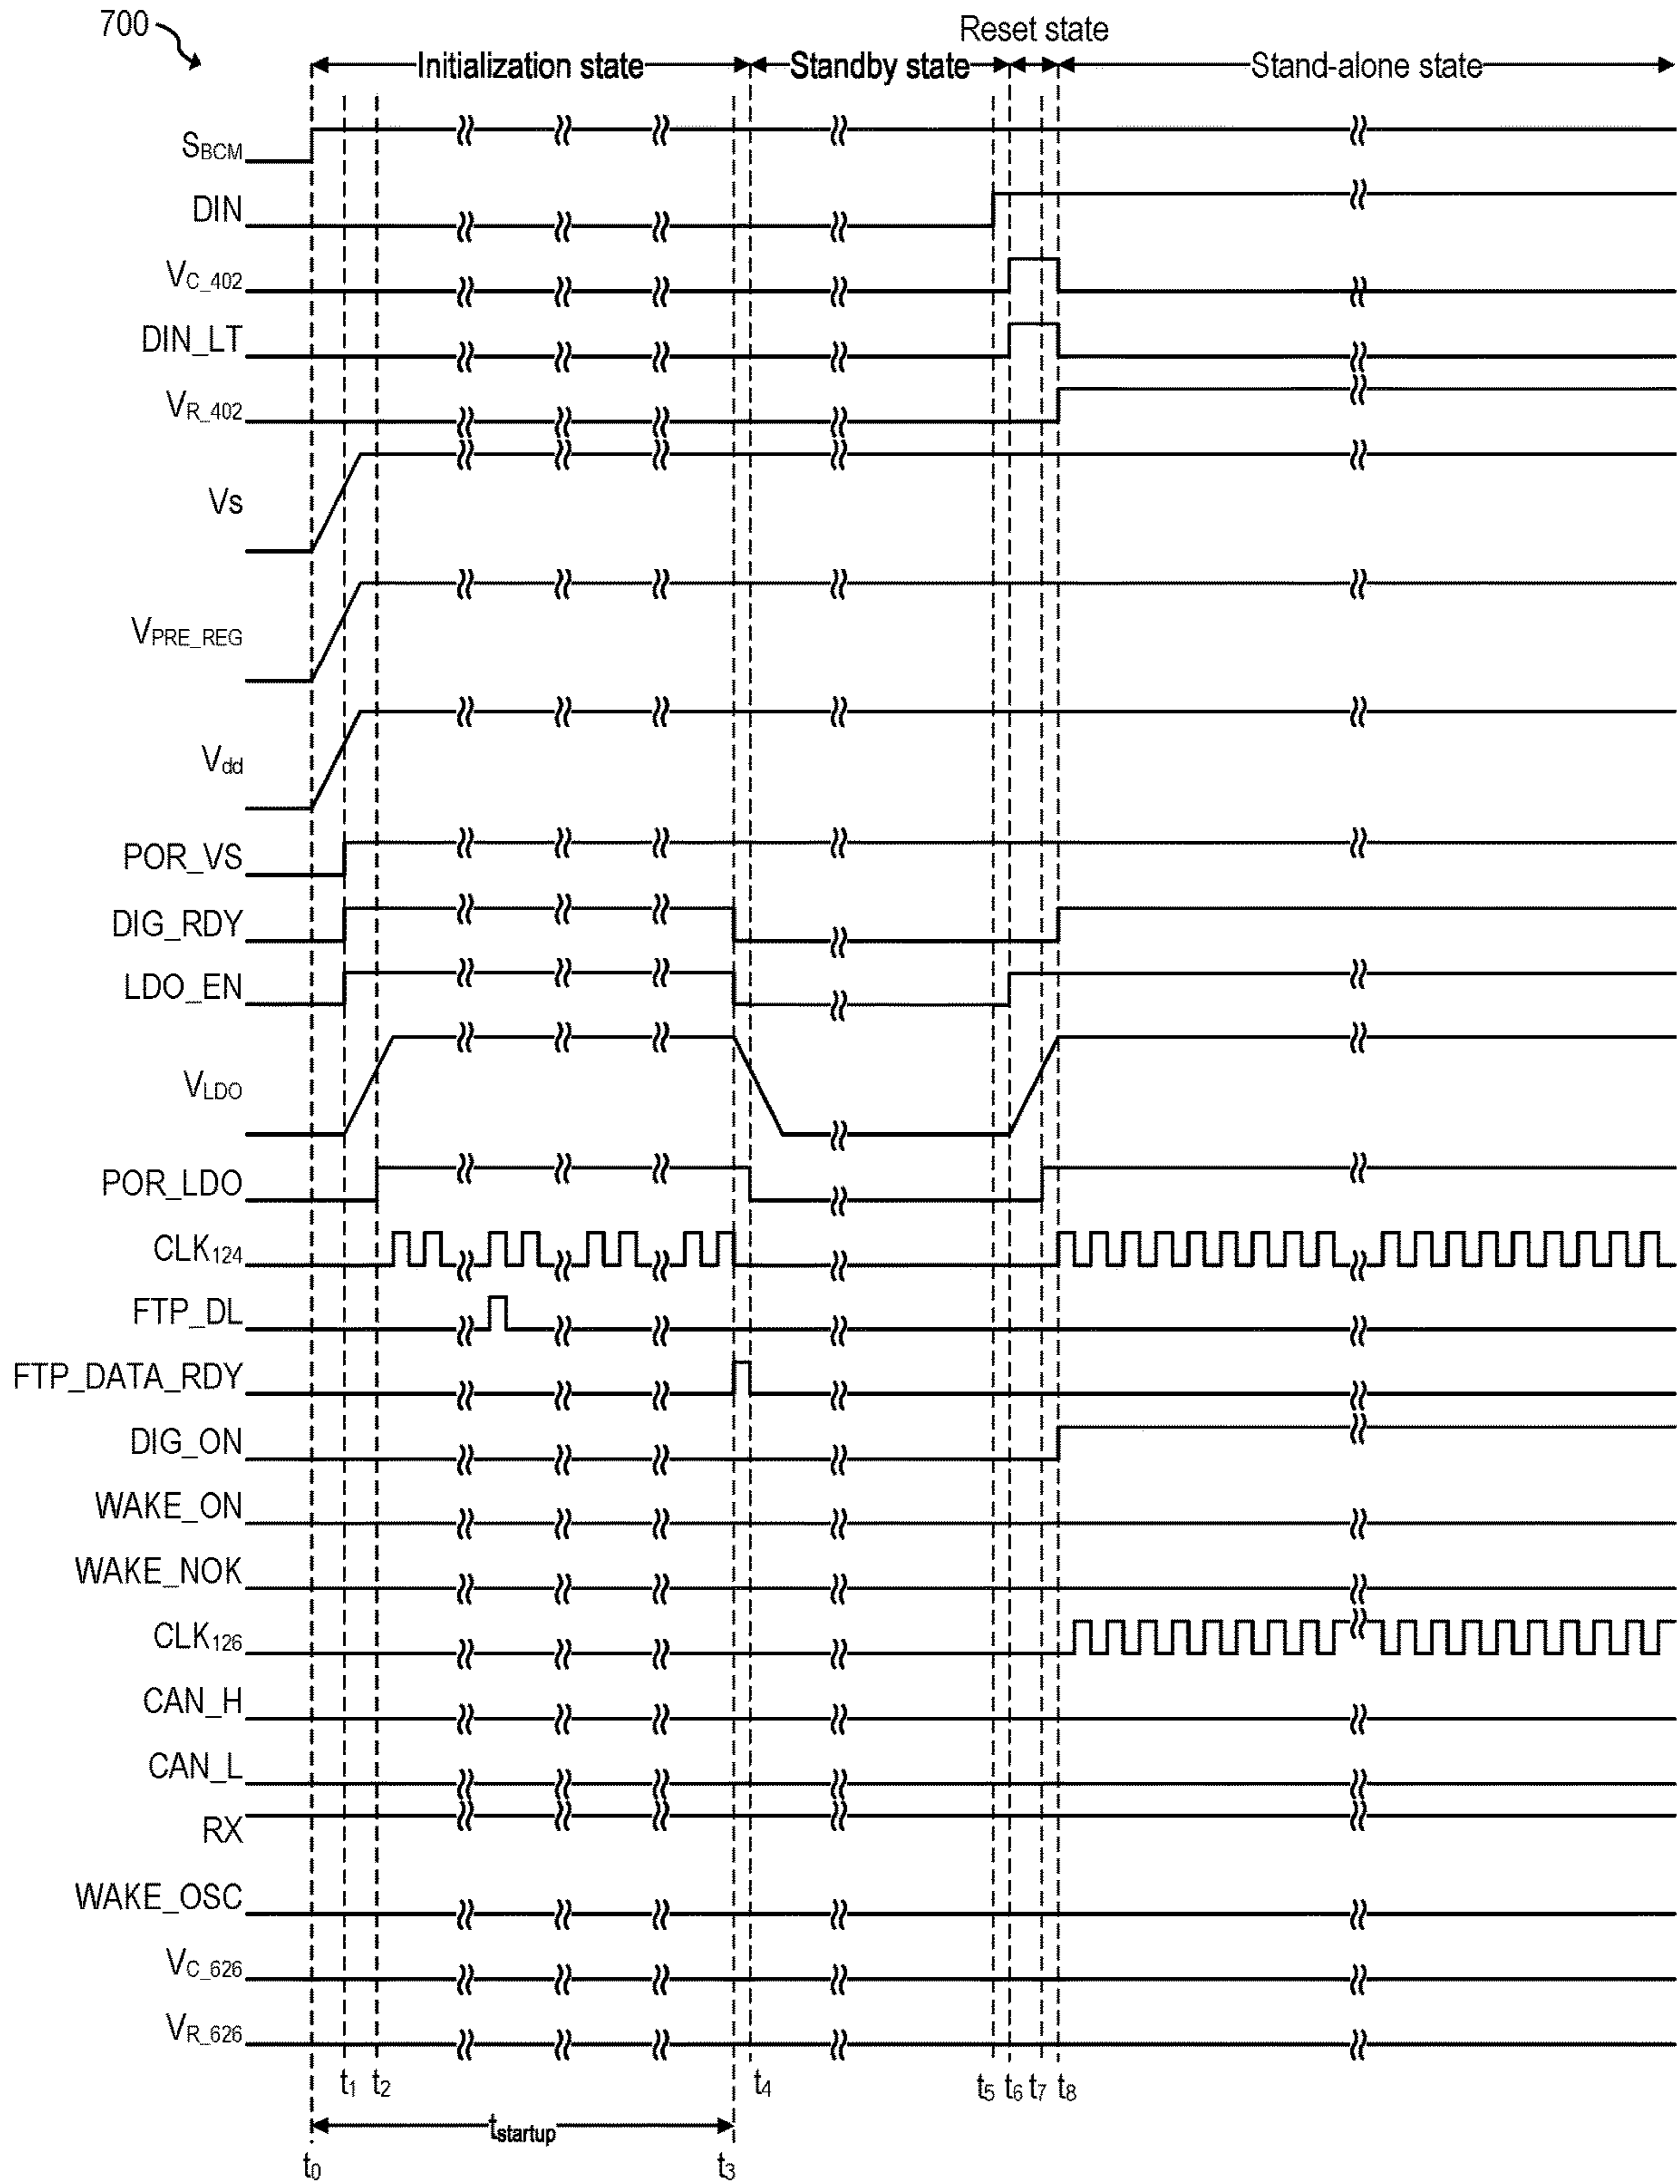 700
Reset state
Initialization state
Standby state
Stand-alone state
SBCM
DIN
VC_402
DIN_LT
VR_402
Vs
VPRE_REG
Vdd
POR_VS
DIG_RDY
LDO_EN
VLDO
POR_LDO
CLK124
FTP_DL
FTP_DATA_RDY
DIG_ON
WAKE_ON
WAKE_NOK
CLK126
CAN_H
CAN_L
RX
WAKE_OSC
VC_626
VR_626
t1 t2 t4 t5 t6 t7 t8
tstartup
t0 t3